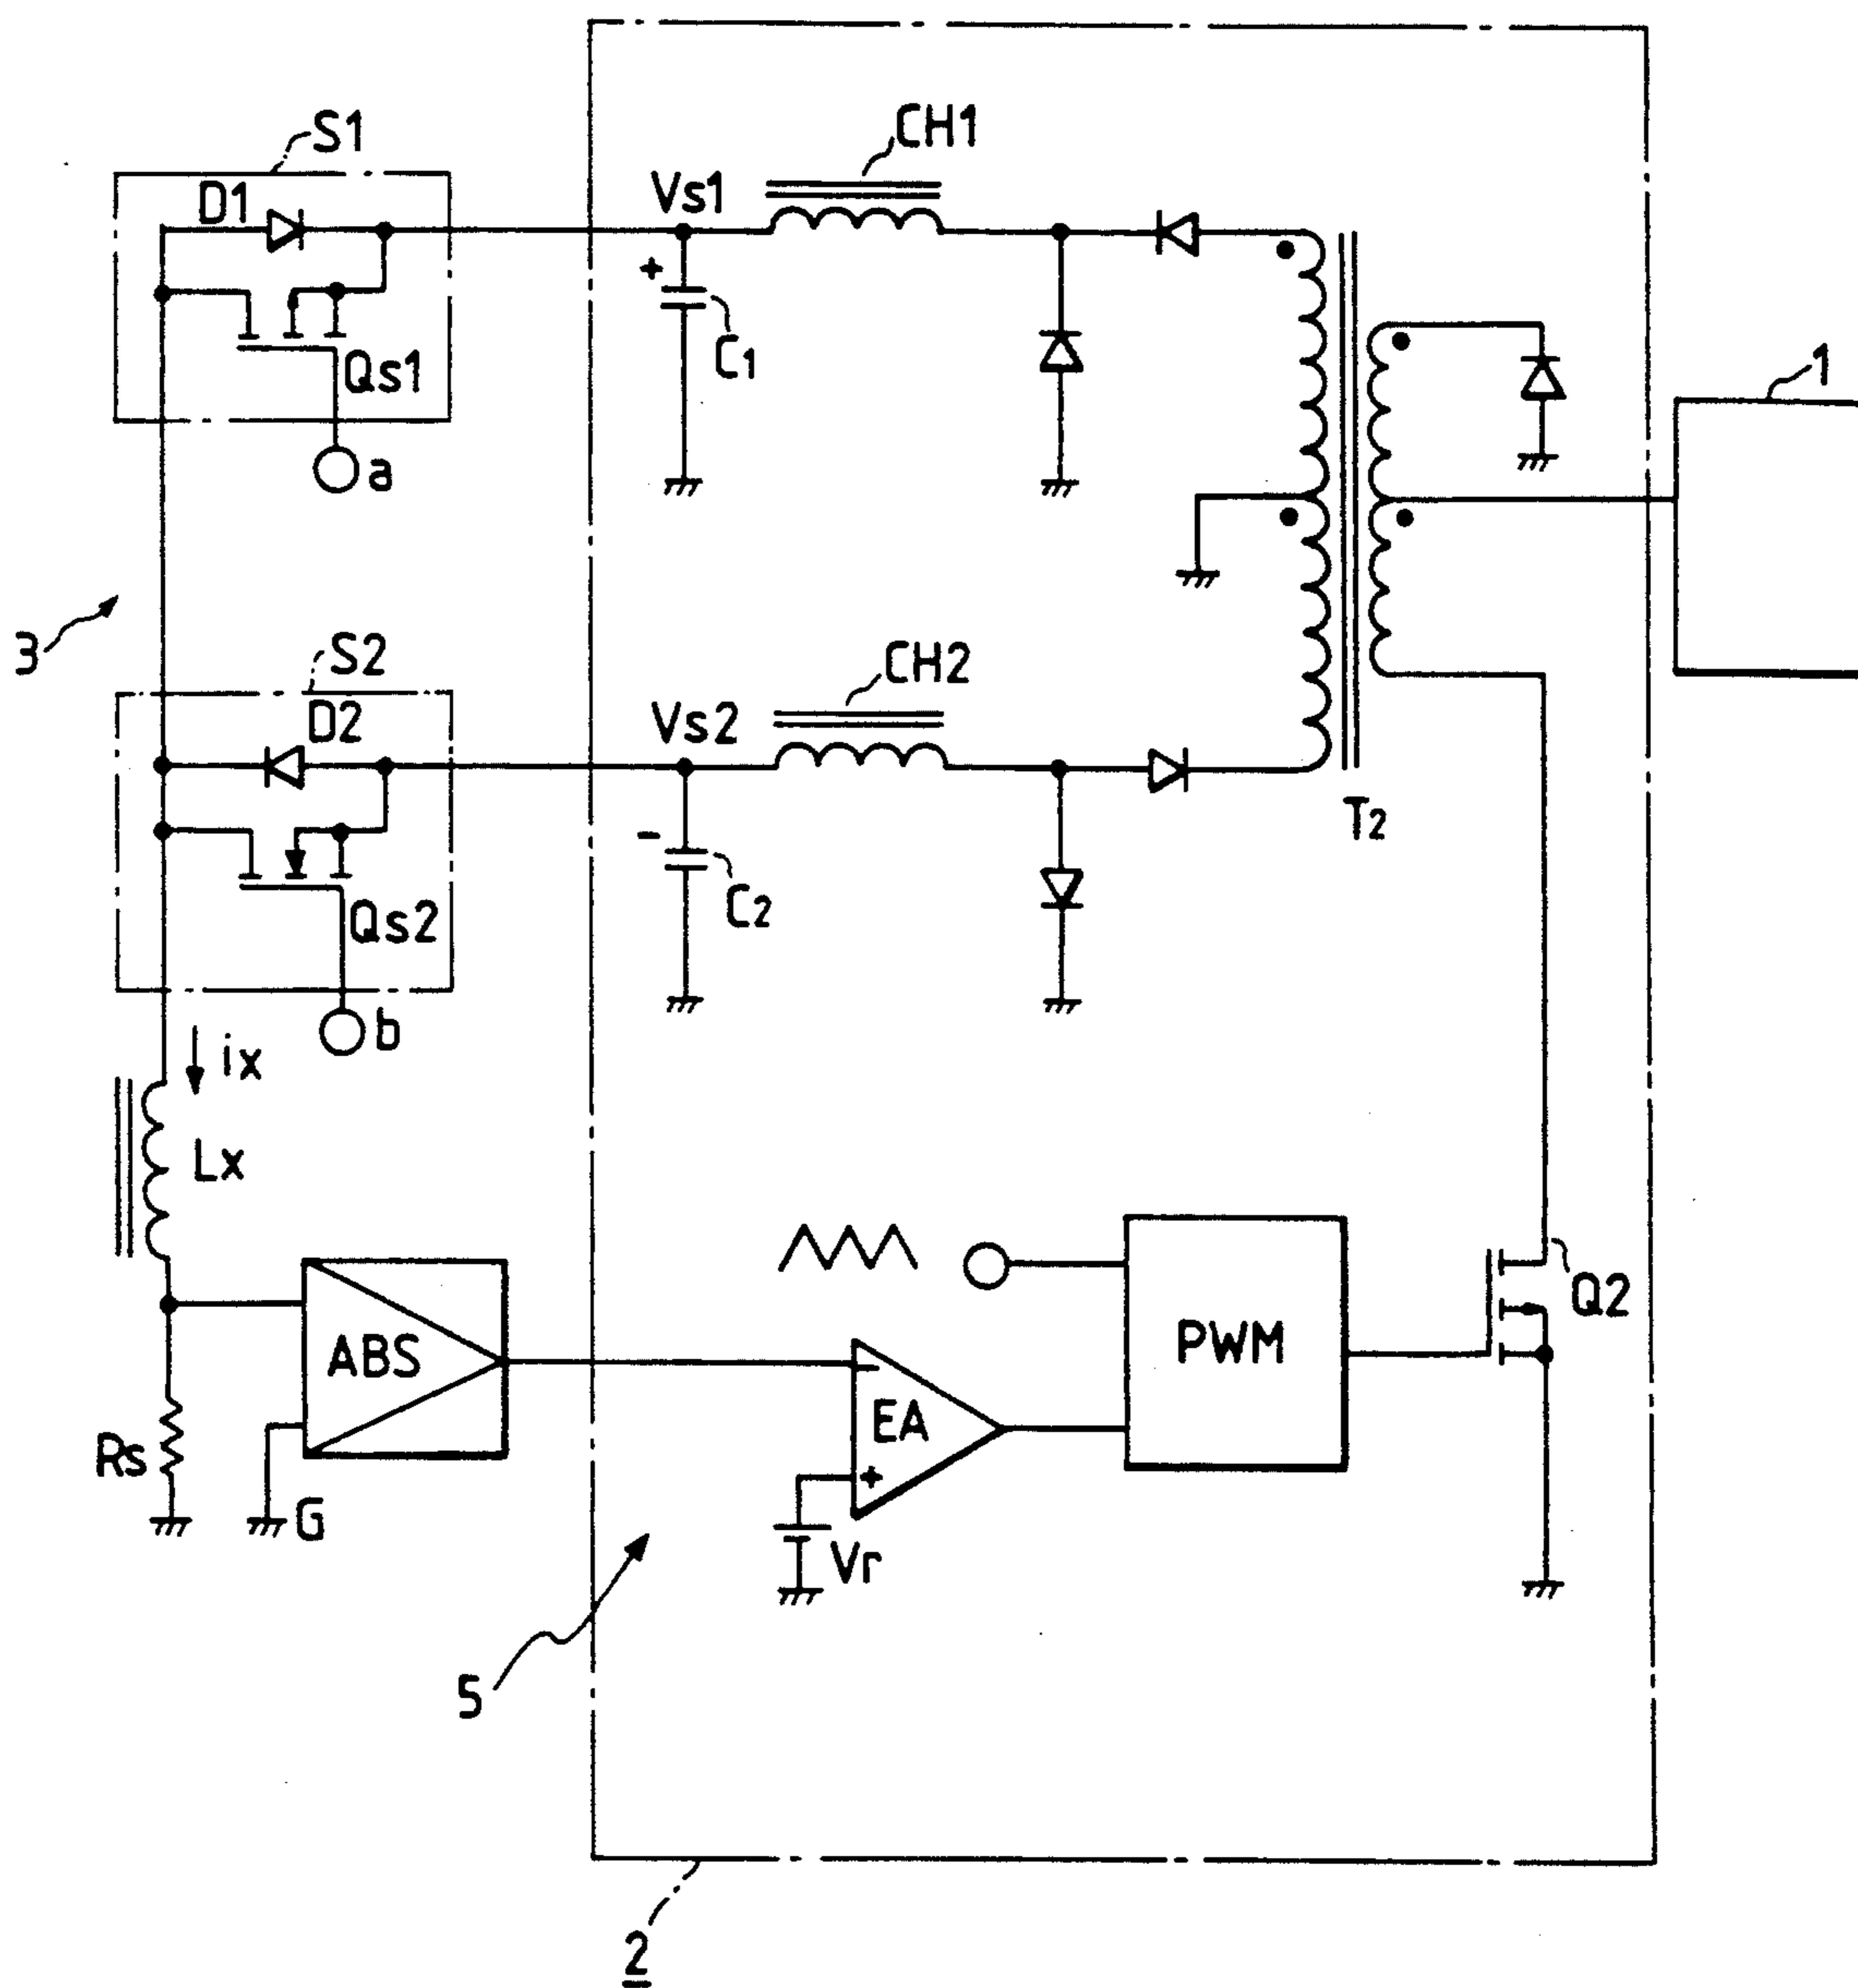 S1
CH1
D1
Vs1
+
C1
Qs1
1
a
3
S2
CH2
D2
Vs2
T2
-
C2
Qs2
b
ix
Lx
Q2
ABS
PWM
EA
-
+
Rs
G
Vr
5
2